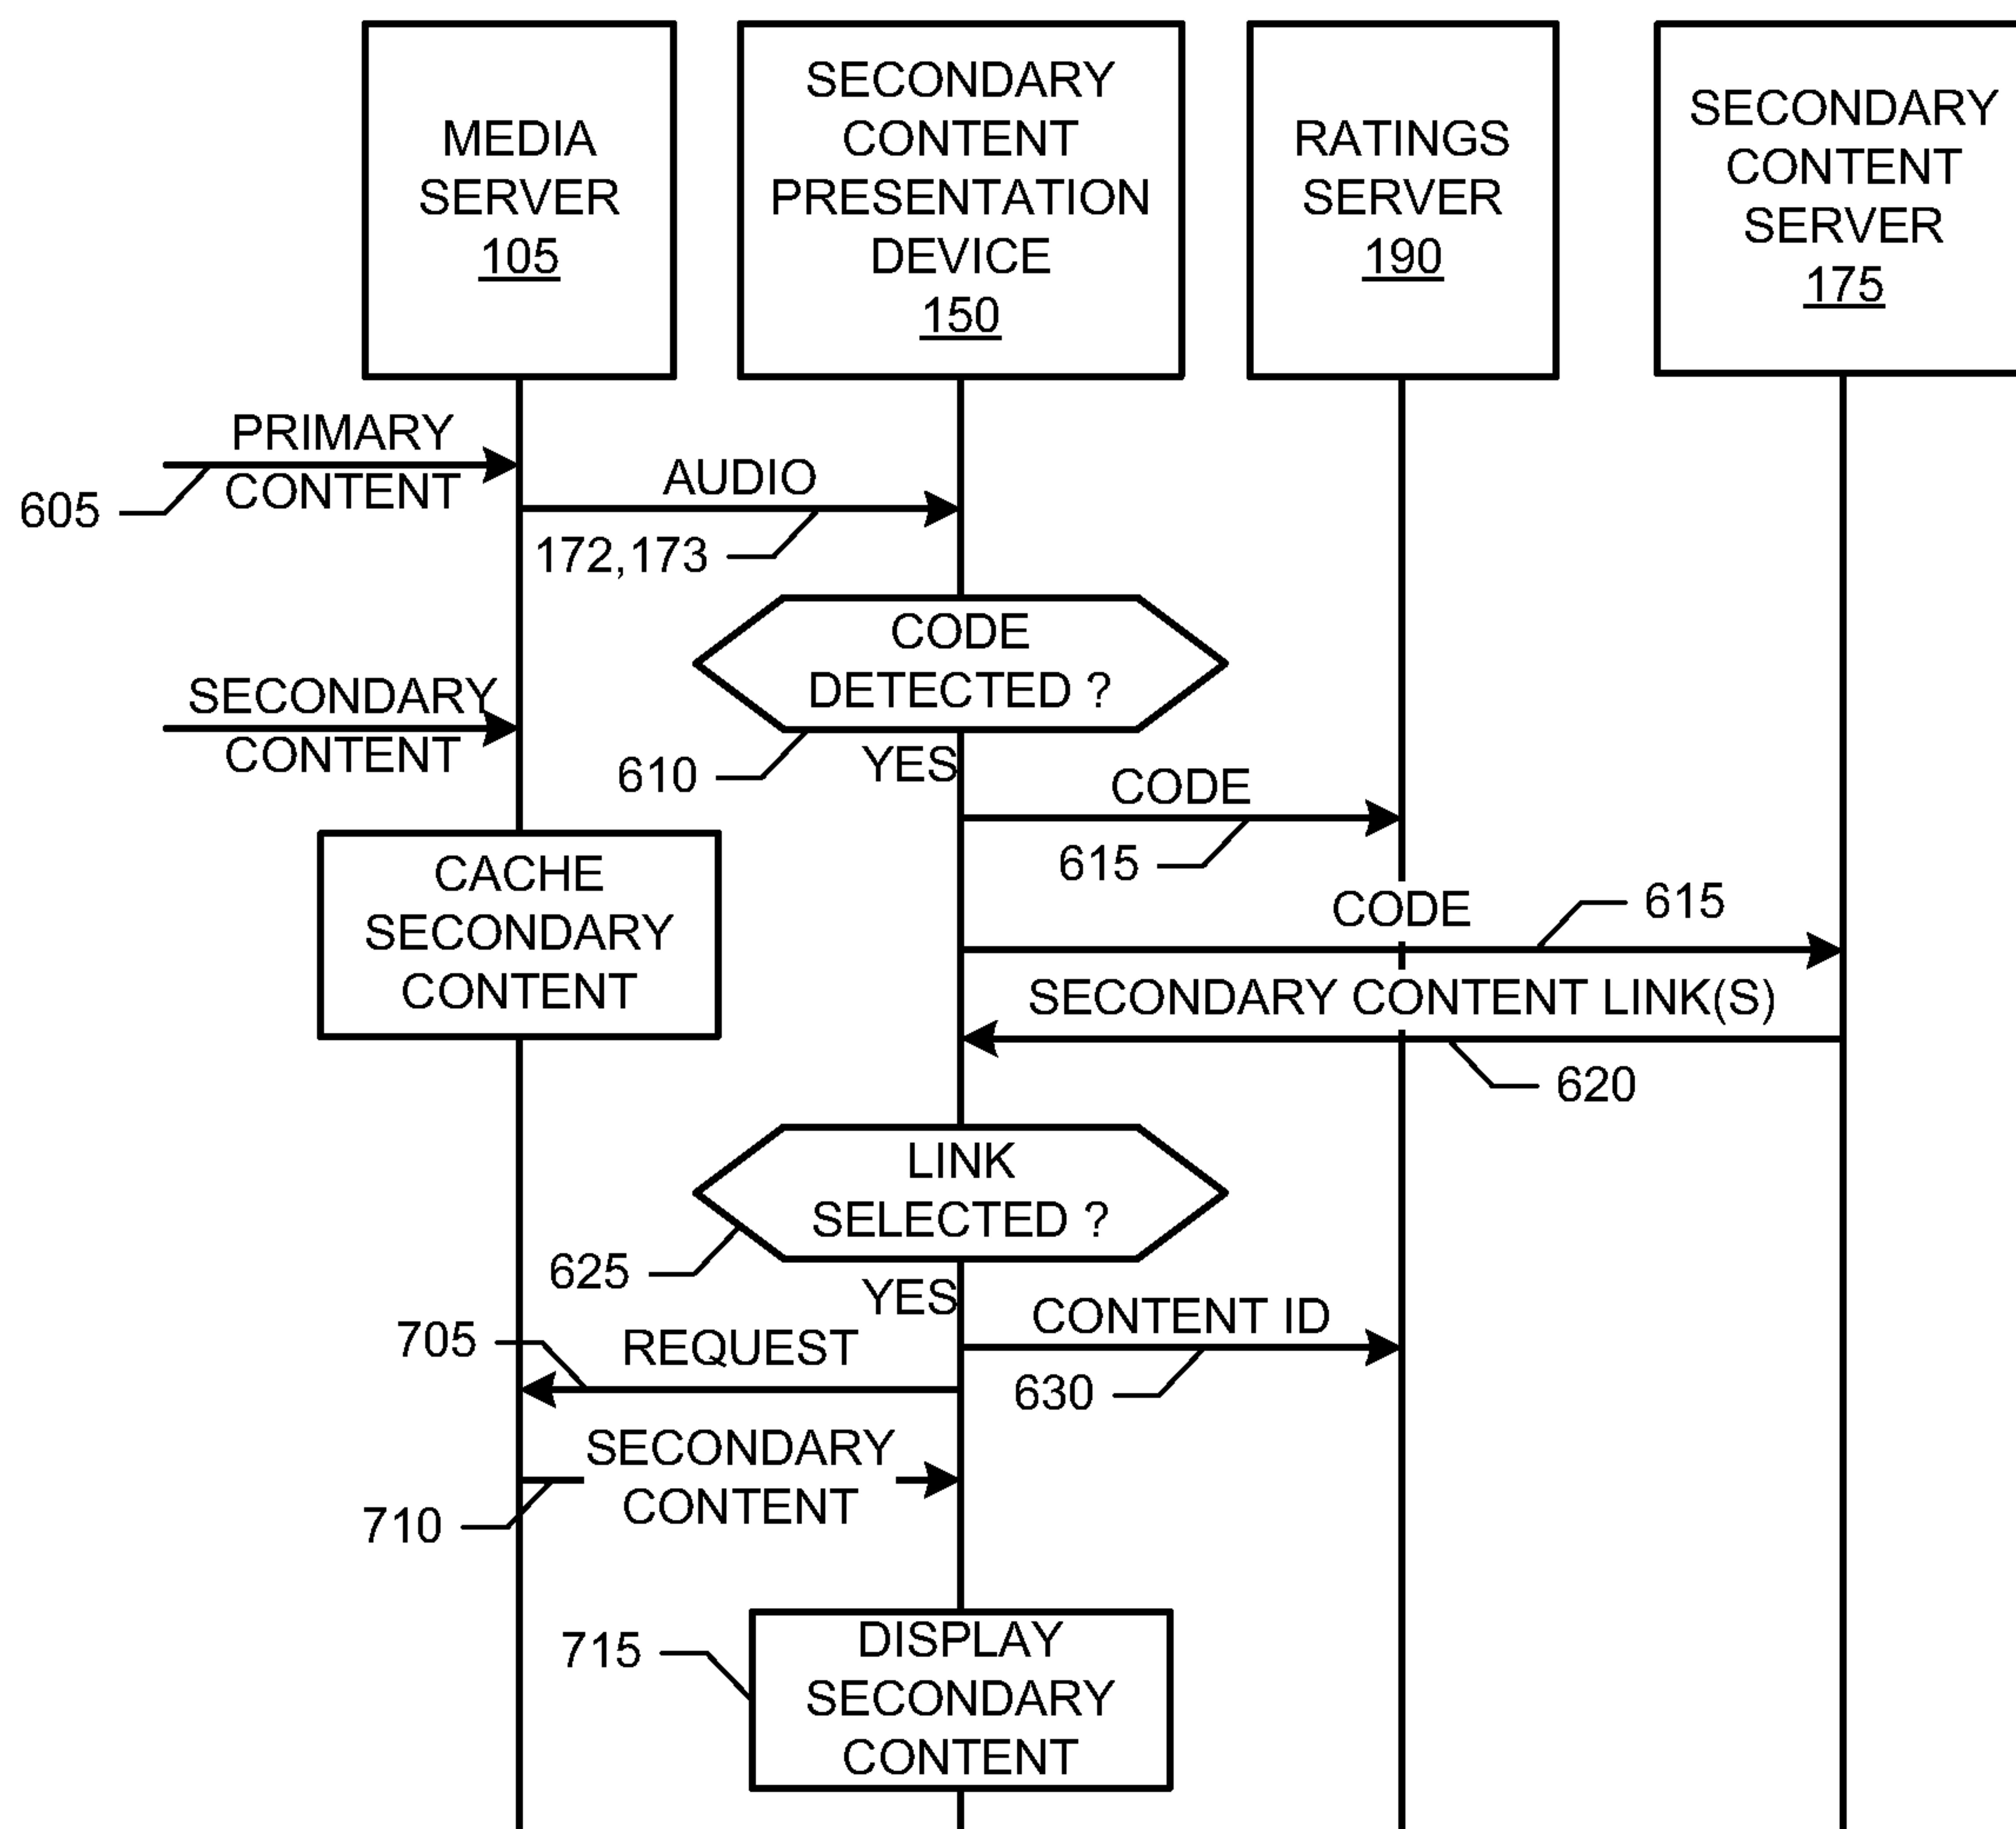 MEDIA
SERVER
105
SECONDARY
CONTENT
PRESENTATION
DEVICE
150
RATINGS
SERVER
190
SECONDARY
CONTENT
SERVER
175
PRIMARY
CONTENT
605
AUDIO
172,173
CODE
DETECTED ?
610
YES
SECONDARY
CONTENT
CODE
615
CACHE
SECONDARY
CONTENT
CODE
615
SECONDARY CONTENT LINK(S)
620
LINK
SELECTED ?
625
YES
CONTENT ID
630
705
REQUEST
SECONDARY
CONTENT
710
715
DISPLAY
SECONDARY
CONTENT